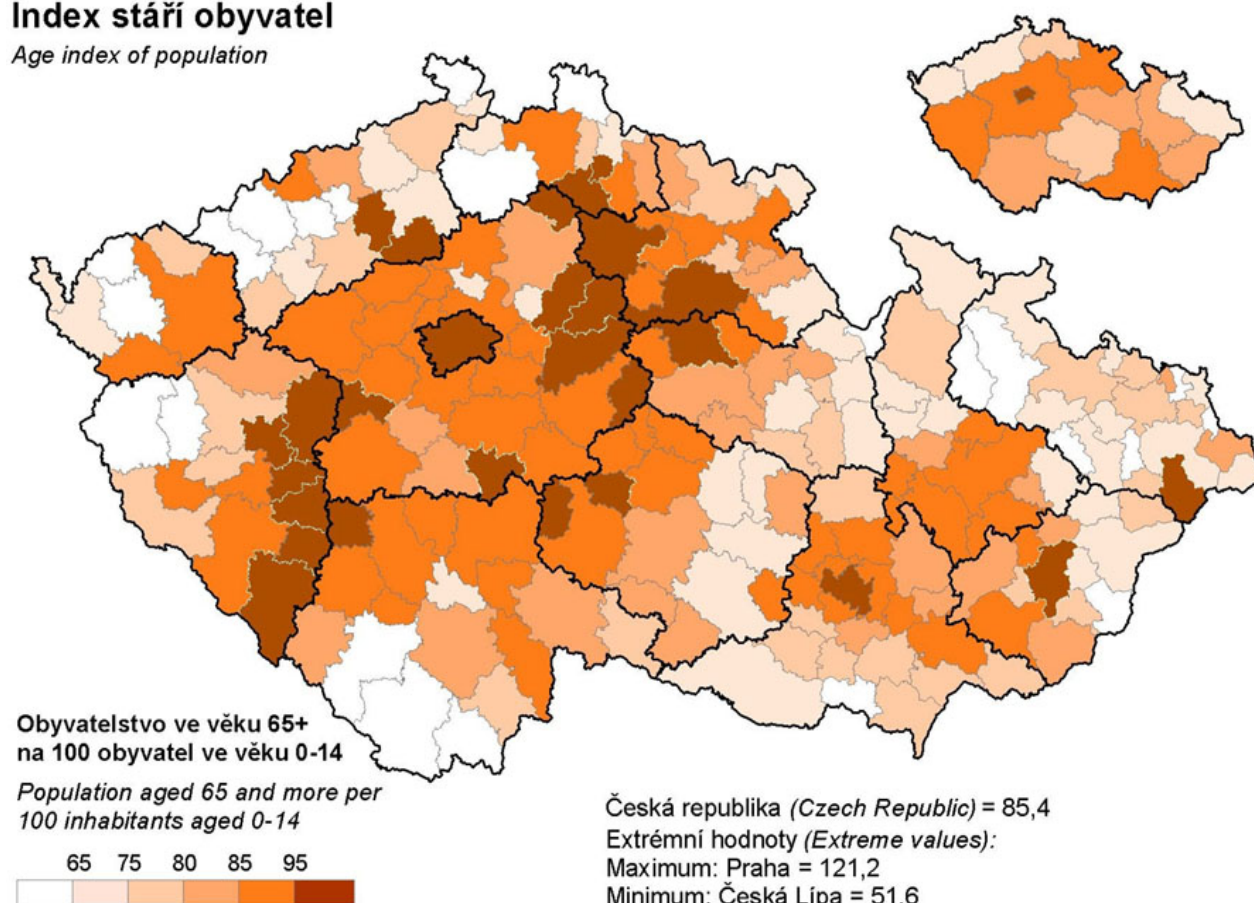 Index stáří obyvatel
Age index of population
Obyvatelstvo ve věku 65+
na 100 obyvatel ve věku 0-14
Population aged 65 and more per
100 inhabitants aged 0-14
65 75 80 85 95
Česká republika (Czech Republic) = 85,4
Extrémní hodnoty (Extreme values):
Maximum: Praha = 121,2
Minimum: Česká Lípa = 51,6